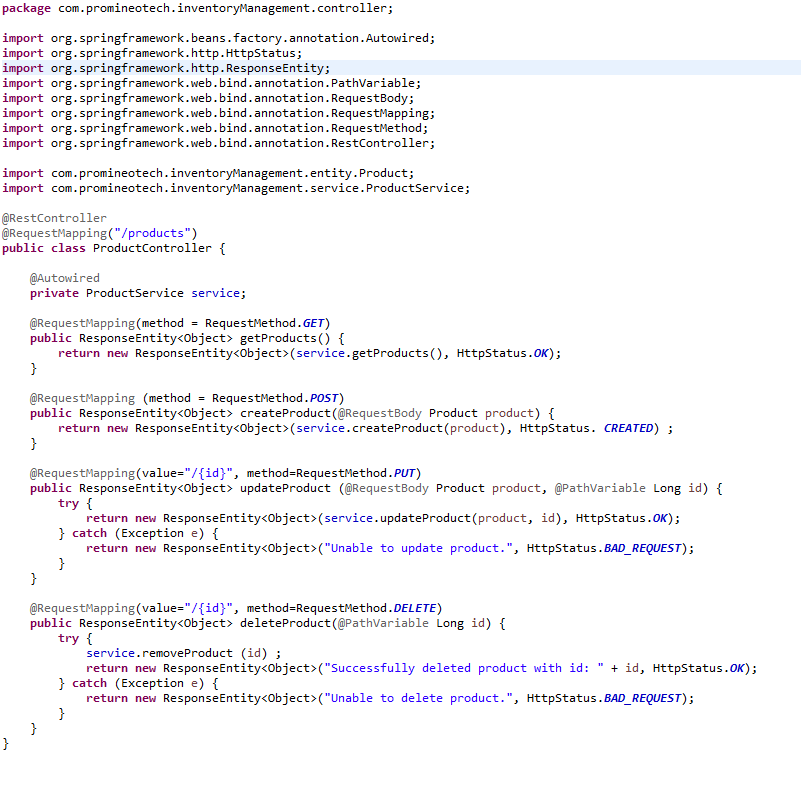 package com.promineotech.inventoryManagement.controller;

import org.springframework.beans.factory.annotation.Autowired;
import org.springframework.http.HttpStatus;
import org.springframework.http.ResponseEntity;
import org.springframework.web.bind.annotation.PathVariable;
import org.springframework.web.bind.annotation.RequestBody;
import org.springframework.web.bind.annotation.RequestMapping;
import org.springframework.web.bind.annotation.RequestMethod;
import org.springframework.web.bind.annotation.RestController;

import com.promineotech.inventoryManagement.entity.Product;
import com.promineotech.inventoryManagement.service.ProductService;

@RestController
@RequestMapping("/products")
public class ProductController {

    @Autowired
    private ProductService service;

    @RequestMapping(method = RequestMethod.GET)
    public ResponseEntity<Object> getProducts() {
        return new ResponseEntity<Object>(service.getProducts(), HttpStatus.OK);
    }

    @RequestMapping (method = RequestMethod.POST)
    public ResponseEntity<Object> createProduct(@RequestBody Product product) {
        return new ResponseEntity<Object>(service.createProduct(product), HttpStatus. CREATED) ;
    }

    @RequestMapping(value="/{id}", method=RequestMethod.PUT)
    public ResponseEntity<Object> updateProduct (@RequestBody Product product, @PathVariable Long id) {
        try {
            return new ResponseEntity<Object>(service.updateProduct(product, id), HttpStatus.OK);
        } catch (Exception e) {
            return new ResponseEntity<Object>("Unable to update product.", HttpStatus.BAD_REQUEST);
        }
    }

    @RequestMapping(value="/{id}", method=RequestMethod.DELETE)
    public ResponseEntity<Object> deleteProduct(@PathVariable Long id) {
        try {
            service.removeProduct (id) ;
            return new ResponseEntity<Object>("Successfully deleted product with id: " + id, HttpStatus.OK);
        } catch (Exception e) {
            return new ResponseEntity<Object>("Unable to delete product.", HttpStatus.BAD_REQUEST);
        }
    }
}